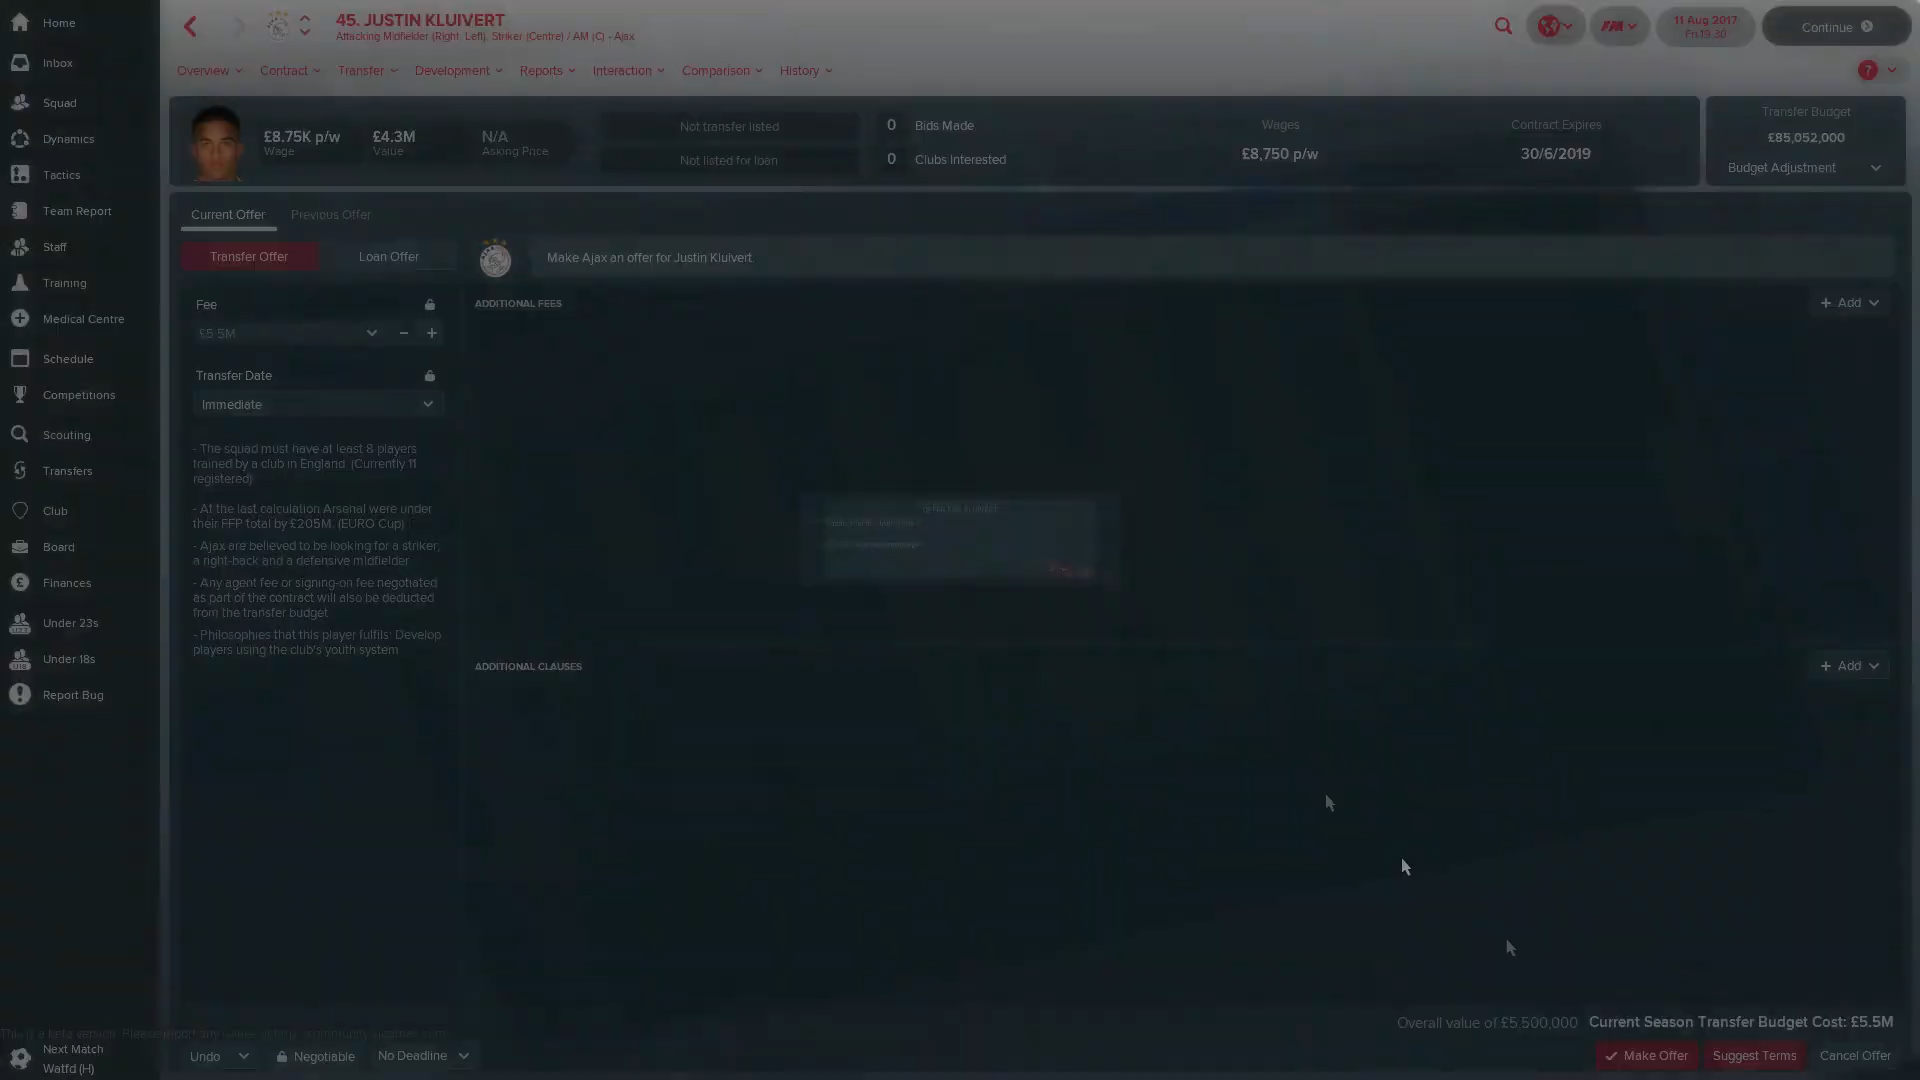 Home
Inbox
Squad
Dynamics
Tactics
Team Report
Staff
Training
Medical Centre
Schedule
Competitions
Scouting
Transfers
Club
Board
Finances
Under 23s
Under 18s
Report Bug
Next Match
Watfd (H)
45. JUSTIN KLUIVERT
Attacking Midfielder (Right, Left), Striker (Centre) / AM (C) - Ajax
11 Aug 2017
Fri 19:30
Continue
Overview
Contract
Transfer
Development
Reports
Interaction
Comparison
History
?
£8.75K p/w
Wage
£4.3M
Value
N/A
Asking Price
Not transfer listed
Not listed for loan
0 Bids Made
0 Clubs Interested
Wages
£8,750 p/w
Contract Expires
30/6/2019
Transfer Budget
£85,052,000
Budget Adjustment
Current Offer
Previous Offer
Transfer Offer
Loan Offer
Make Ajax an offer for Justin Kluivert
Fee
£5.5M
Transfer Date
Immediate
- The squad must have at least 8 players
trained by a club in England. (Currently 11
registered)
- At the last calculation Arsenal were under
their FFP total by £205M. (EURO Cup)
- Ajax are believed to be looking for a striker,
a right-back and a defensive midfielder
- Any agent fee or signing-on fee negotiated
as part of the contract will also be deducted
from the transfer budget
- Philosophies that this player fulfils: Develop
players using the club's youth system
ADDITIONAL FEES
+ Add
ADDITIONAL CLAUSES
+ Add
This is a beta version. Please report any
Overall value of £5,500,000
Current Season Transfer Budget Cost: £5.5M
Undo
Negotiable
No Deadline
Make Offer
Suggest Terms
Cancel Offer